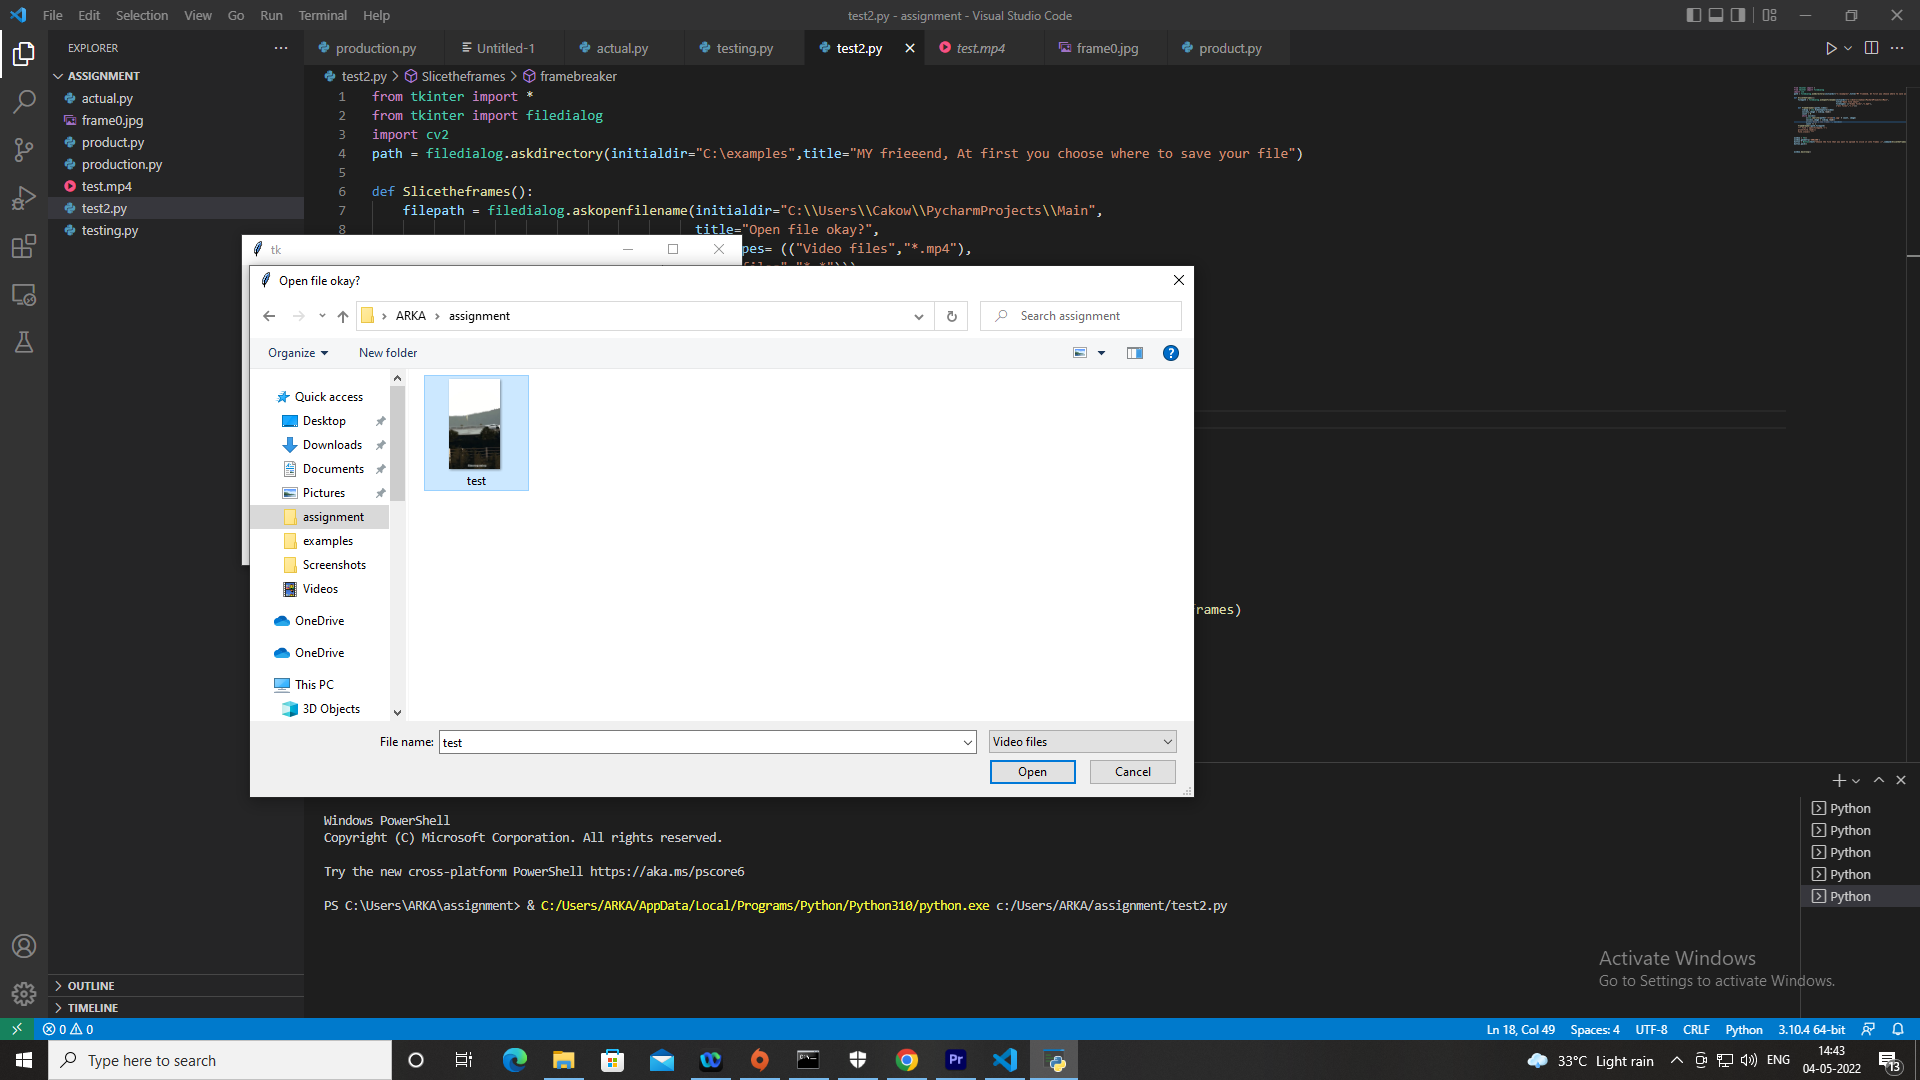 File Edit Selection View Go Run Terminal Help
test2.py - assignment - Visual Studio Code
EXPLORER
production.py
Untitled-1
actual.py
testing.py
test2.py
test.mp4
frame0.jpg
product.py
ASSIGNMENT
actual.py
frame0.jpg
product.py
production.py
test.mp4
test2.py
testing.py
test2.py > Slicetheframes > framebreaker
1 from tkinter import *
2 from tkinter import filedialog
3 import cv2
4 path = filedialog.askdirectory(initialdir="C:\examples",title="MY frieeend, At first you choose where to save your file")
5
6 def Slicetheframes():
7 filepath = filedialog.askopenfilename(initialdir="C:\\Users\\Cakow\\PycharmProjects\\Main",
8 title="Open file okay?",
pes= (("Video files","*.mp4"),
rames)
tk
Open file okay?
ARKA > assignment
Search assignment
Organize
New folder
Quick access
Desktop
Downloads
Documents
Pictures
assignment
examples
Screenshots
Videos
OneDrive
OneDrive
This PC
3D Objects
test
File name: test
Video files
Open
Cancel
Windows PowerShell
Copyright (C) Microsoft Corporation. All rights reserved.
Try the new cross-platform PowerShell https://aka.ms/pscore6
PS C:\Users\ARKA\assignment> & C:/Users/ARKA/AppData/Local/Programs/Python/Python310/python.exe c:/Users/ARKA/assignment/test2.py
Python
Python
Python
Python
Python
Activate Windows
Go to Settings to activate Windows.
OUTLINE
TIMELINE
0 0
Ln 18, Col 49 Spaces: 4 UTF-8 CRLF Python 3.10.4 64-bit
Type here to search
Pr
33°C Light rain
ENG
14:43
04-05-2022
13